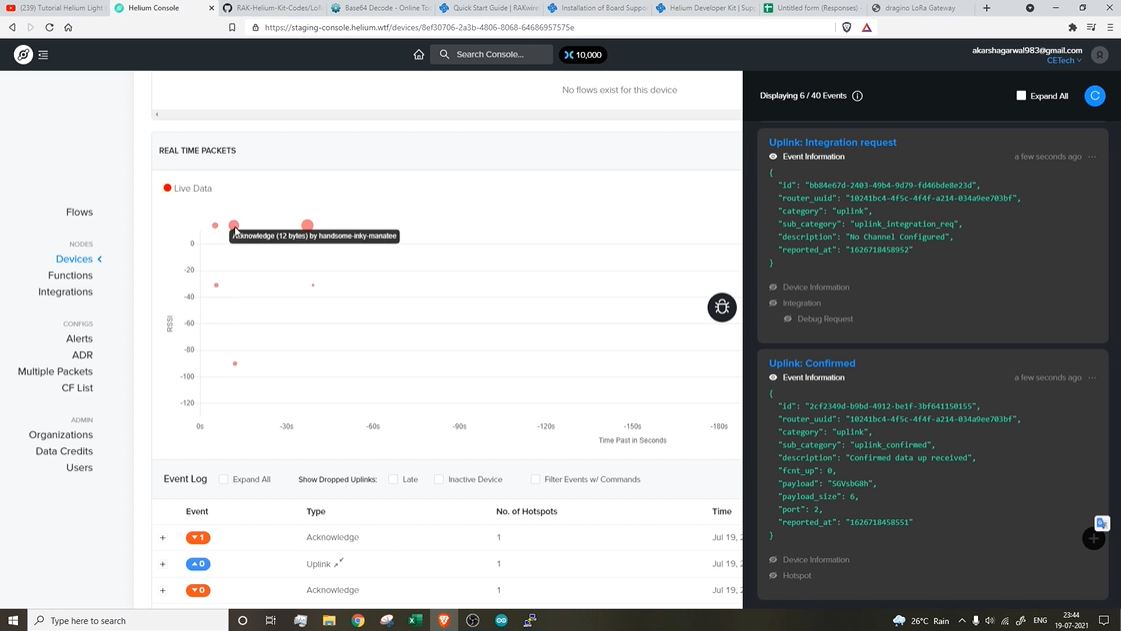 (239) Tutorial Helium Light
Helium Console
RAK-Helium-Kit-Codes/LoR
Base64 Decode - Online To
Quick Start Guide | RAKwire
Installation of Board Suppo
Helium Developer Kit | Sup
Untitled form (Responses) -
dragino LoRa Gateway
https://staging-console.helium.wtf/devices/8ef30706-2a3b-4806-8068-64686957575e
Search Console...
10,000
akarshagarwal983@gmail.com
CETech
R
Flows
NODES
Devices
Functions
Integrations
CONFIGS
Alerts
ADR
Multiple Packets
CF List
ADMIN
Organizations
Data Credits
Users
No flows exist for this device
REAL TIME PACKETS
Live Data
Acknowledge (12 bytes) by handsome-inky-manatee
0
-20
-40
-60
-80
-100
-120
RSSI
0s -30s -60s -90s -120s -150s -180s
Time Past in Seconds
Event Log Expand All Show Dropped Uplinks: Late Inactive Device Filter Events w/ Commands
Event Type No. of Hotspots Time
+ 1 Acknowledge 1 Jul 19, 2
+ 0 Uplink 1 Jul 19, 2
+ 0 Acknowledge 1 Jul 19, 2
Displaying 6 / 40 Events Expand All
Uplink: Integration request
Event Information a few seconds ago ...
{
"id": "bb84e67d-2403-49b4-9d79-fd46bde8e23d",
"router_uuid": "10241bc4-4f5c-4f4f-a214-034a9ee703bf",
"category": "uplink",
"sub_category": "uplink_integration_req",
"description": "No Channel Configured",
"reported_at": "1626718458952"
}
Device Information
Integration
Debug Request
Uplink: Confirmed
Event Information a few seconds ago ...
{
"id": "2cf2349d-b9bd-4912-be1f-3bf641150155",
"router_uuid": "10241bc4-4f5c-4f4f-a214-034a9ee703bf",
"category": "uplink",
"sub_category": "uplink_confirmed",
"description": "Confirmed data up received",
"fcnt_up": 0,
"payload": "SGVsbG8h",
"payload_size": 6,
"port": 2,
"reported_at": "1626718458551"
}
Device Information
Hotspot
Type here to search
26°C Rain
ENG
23:44
19-07-2021